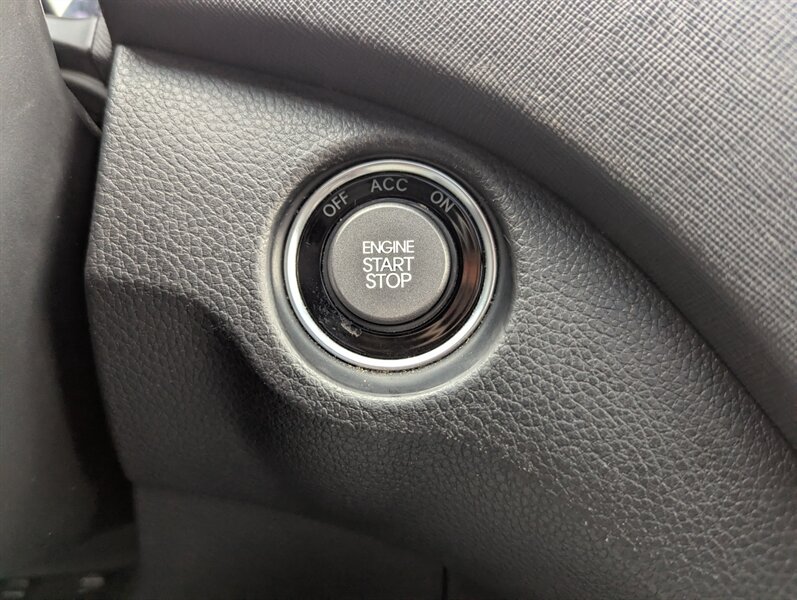 OFF ACC ON
ENGINE
START
STOP